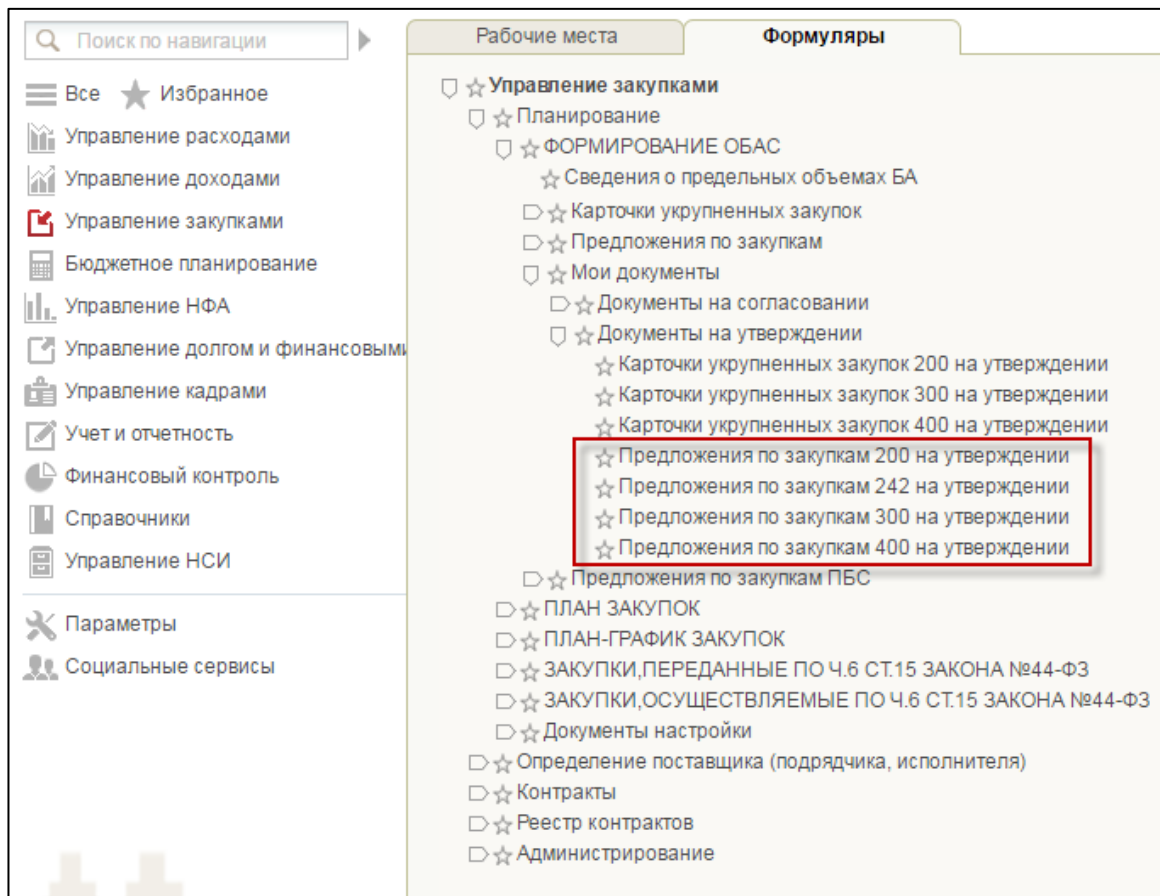 Поиск по навигации
Все Избранное
Управление расходами
Управление доходами
Управление закупками
Бюджетное планирование
Управление НФА
Управление долгом и финансовыми
Управление кадрами
Учет и отчетность
Финансовый контроль
Справочники
Управление НСИ
Параметры
Социальные сервисы
Рабочие места Формуляры
Управление закупками
Планирование
ФОРМИРОВАНИЕ ОБАС
Сведения о предельных объемах БА
Карточки укрупненных закупок
Предложения по закупкам
Мои документы
Документы на согласовании
Документы на утверждении
Карточки укрупненных закупок 200 на утверждении
Карточки укрупненных закупок 300 на утверждении
Карточки укрупненных закупок 400 на утверждении
Предложения по закупкам 200 на утверждении
Предложения по закупкам 242 на утверждении
Предложения по закупкам 300 на утверждении
Предложения по закупкам 400 на утверждении
Предложения по закупкам ПБС
ПЛАН ЗАКУПОК
ПЛАН-ГРАФИК ЗАКУПОК
ЗАКУПКИ,ПЕРЕДАННЫЕ ПО Ч.6 СТ.15 ЗАКОНА №44-ФЗ
ЗАКУПКИ,ОСУЩЕСТВЛЯЕМЫЕ ПО Ч.6 СТ.15 ЗАКОНА №44-ФЗ
Документы настройки
Определение поставщика (подрядчика, исполнителя)
Контракты
Реестр контрактов
Администрирование